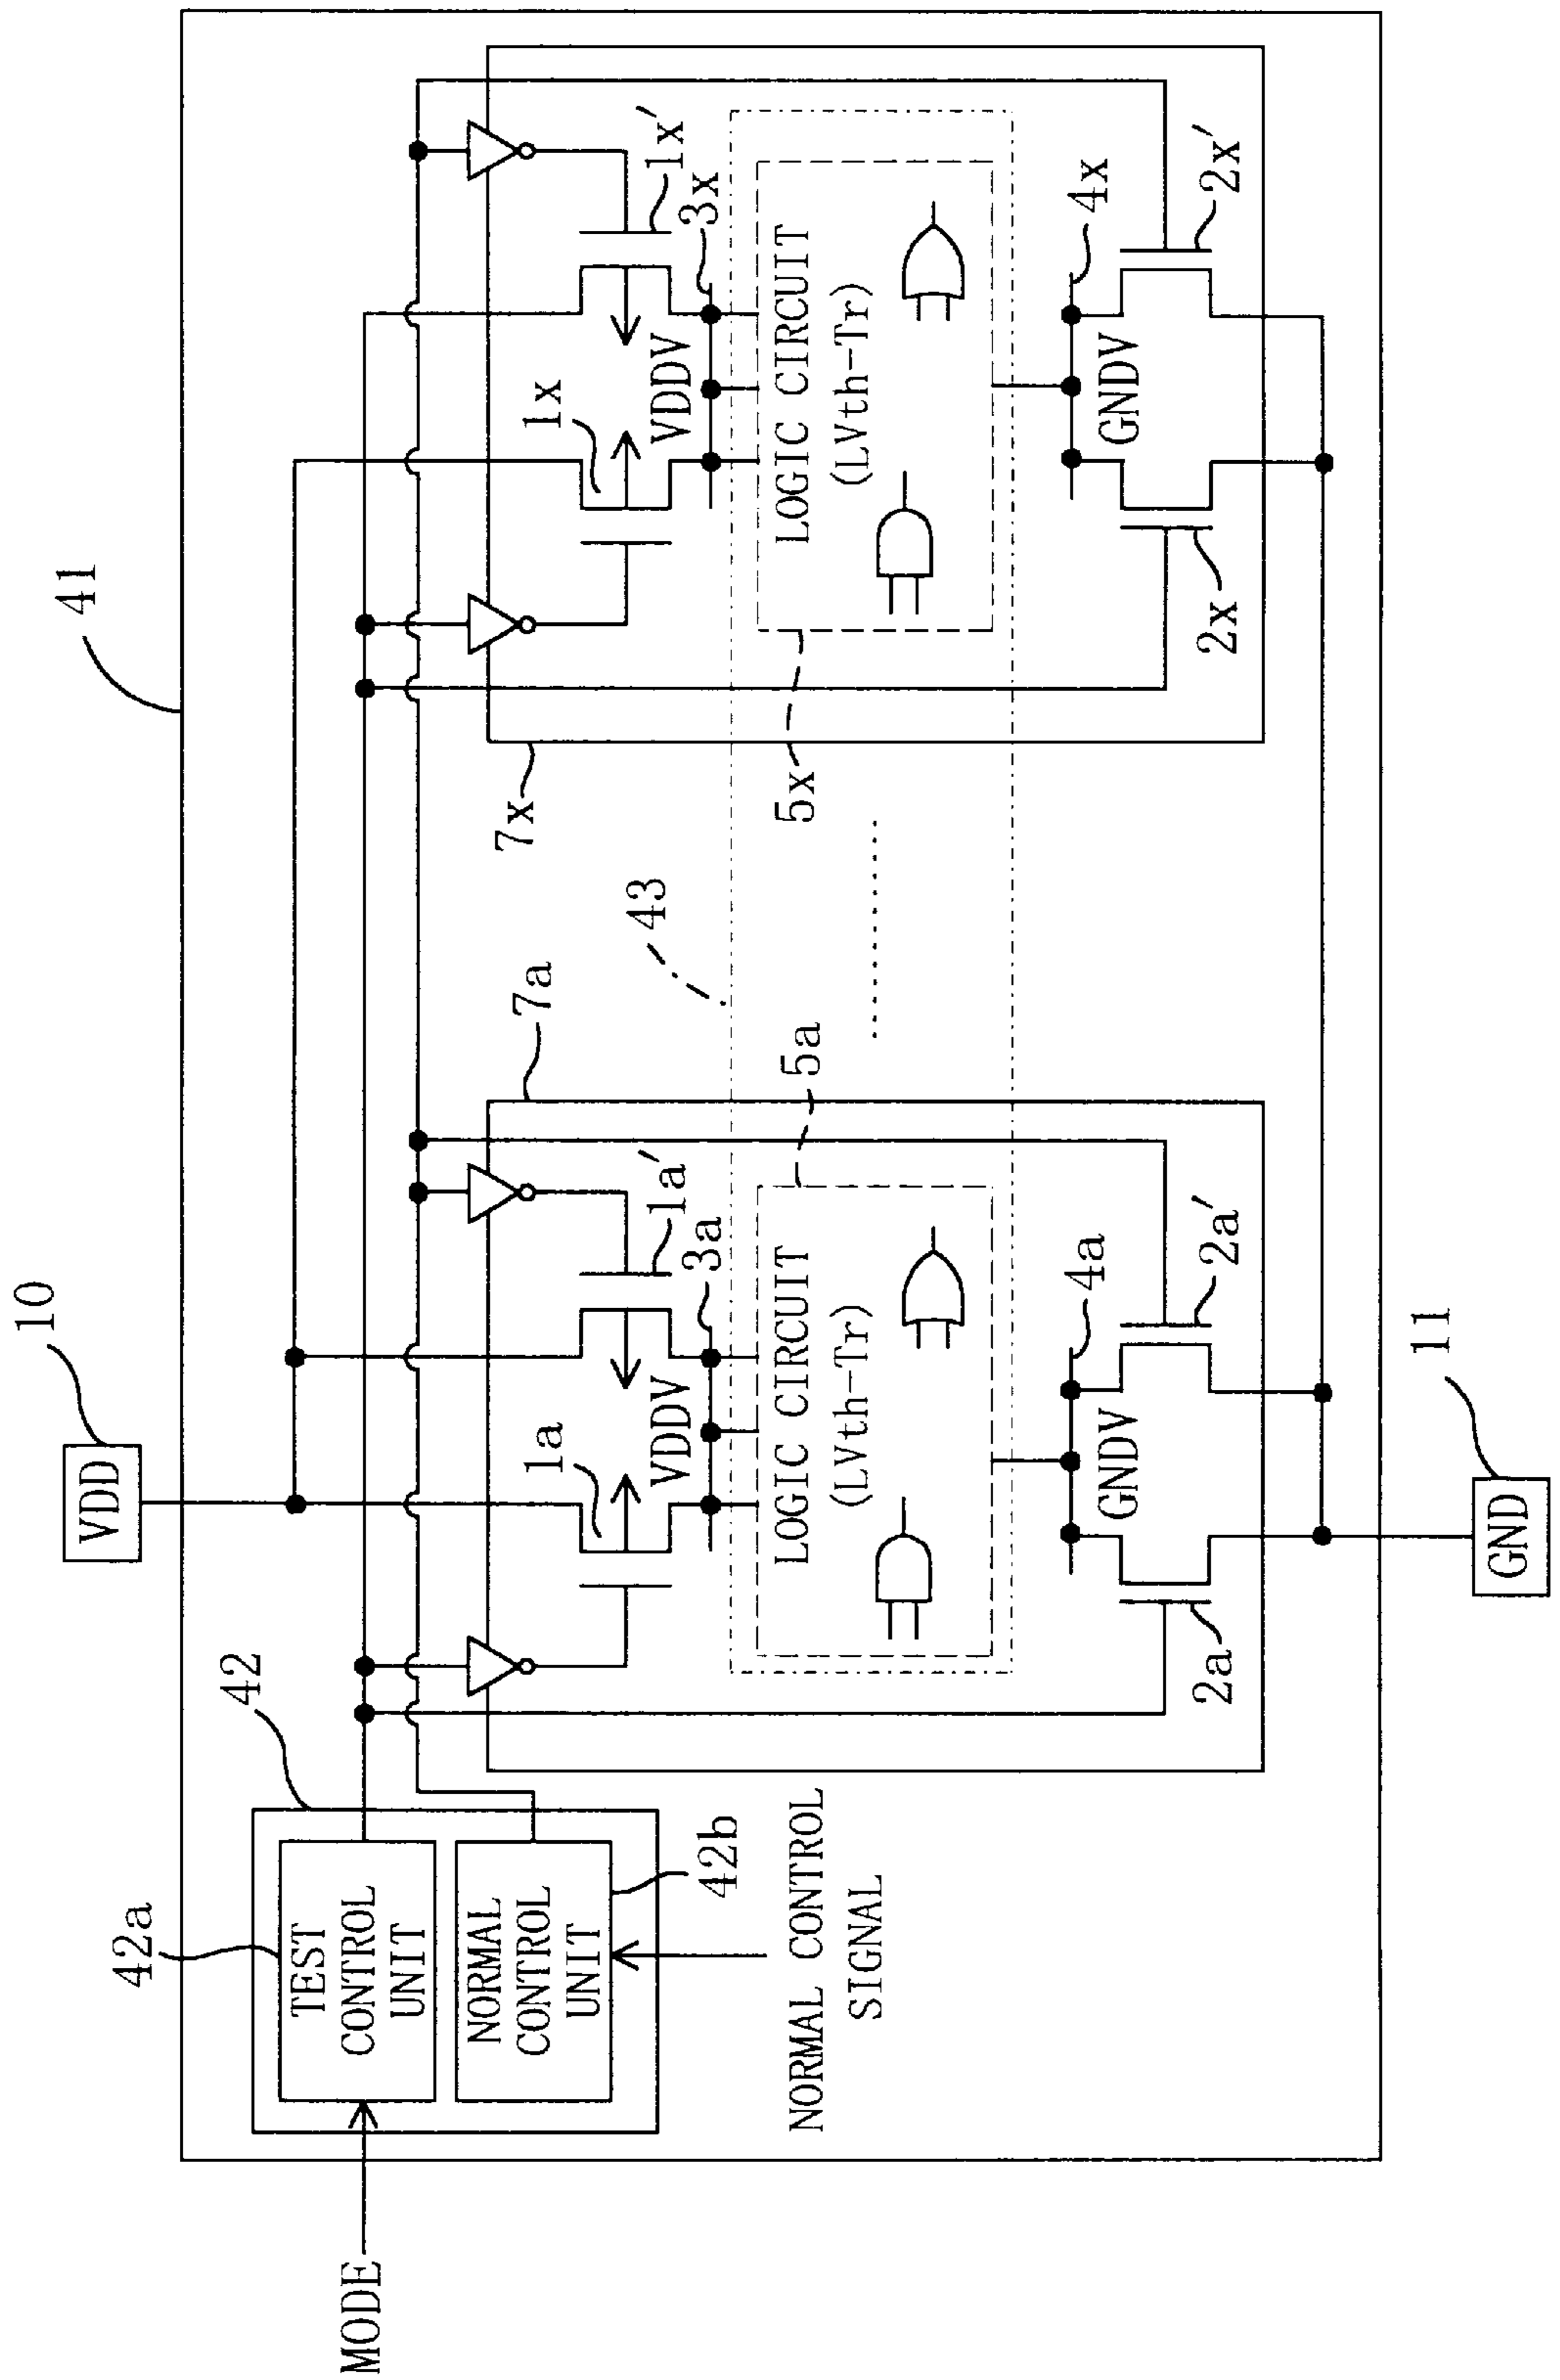 10
VDD
41
42
42a
TEST
CONTROL
UNIT
MODE
NORMAL
CONTROL
UNIT
42b
NORMAL CONTROL
SIGNAL
7a
1a
1a'
VDDV
3a
43
5a
LOGIC CIRCUIT
(LVth-Tr)
4a
GNDV
2a
2a'
7x
1x
1x'
VDDV
3x
5x
LOGIC CIRCUIT
(LVth-Tr)
4x
GNDV
2x
2x'
11
GND